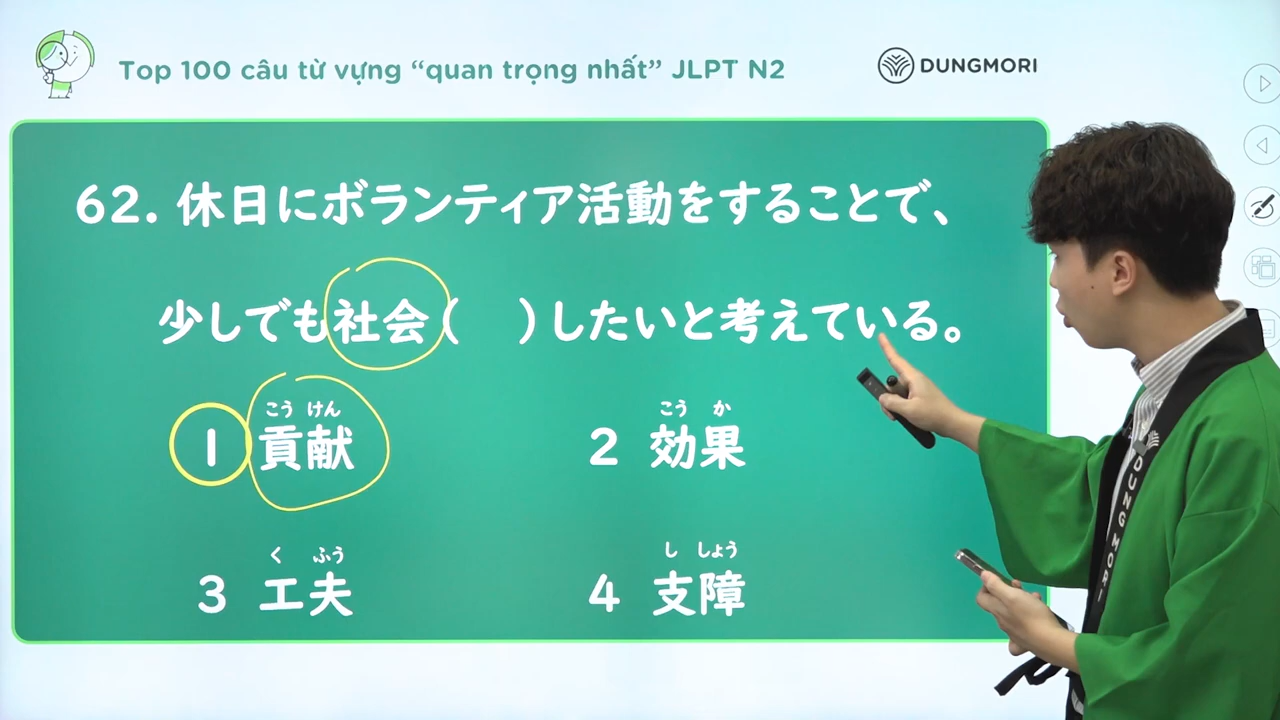 Top 100 câu từ vựng “quan trọng nhất” JLPT N2
DUNGMORI
62. 休日にボランティア活動をすることで、
少しでも社会（　）したいと考えている。
こう けん
1 貢献
こう か
2 効果
く ふう
3 工夫
し しょう
4 支障
DUNGMORI